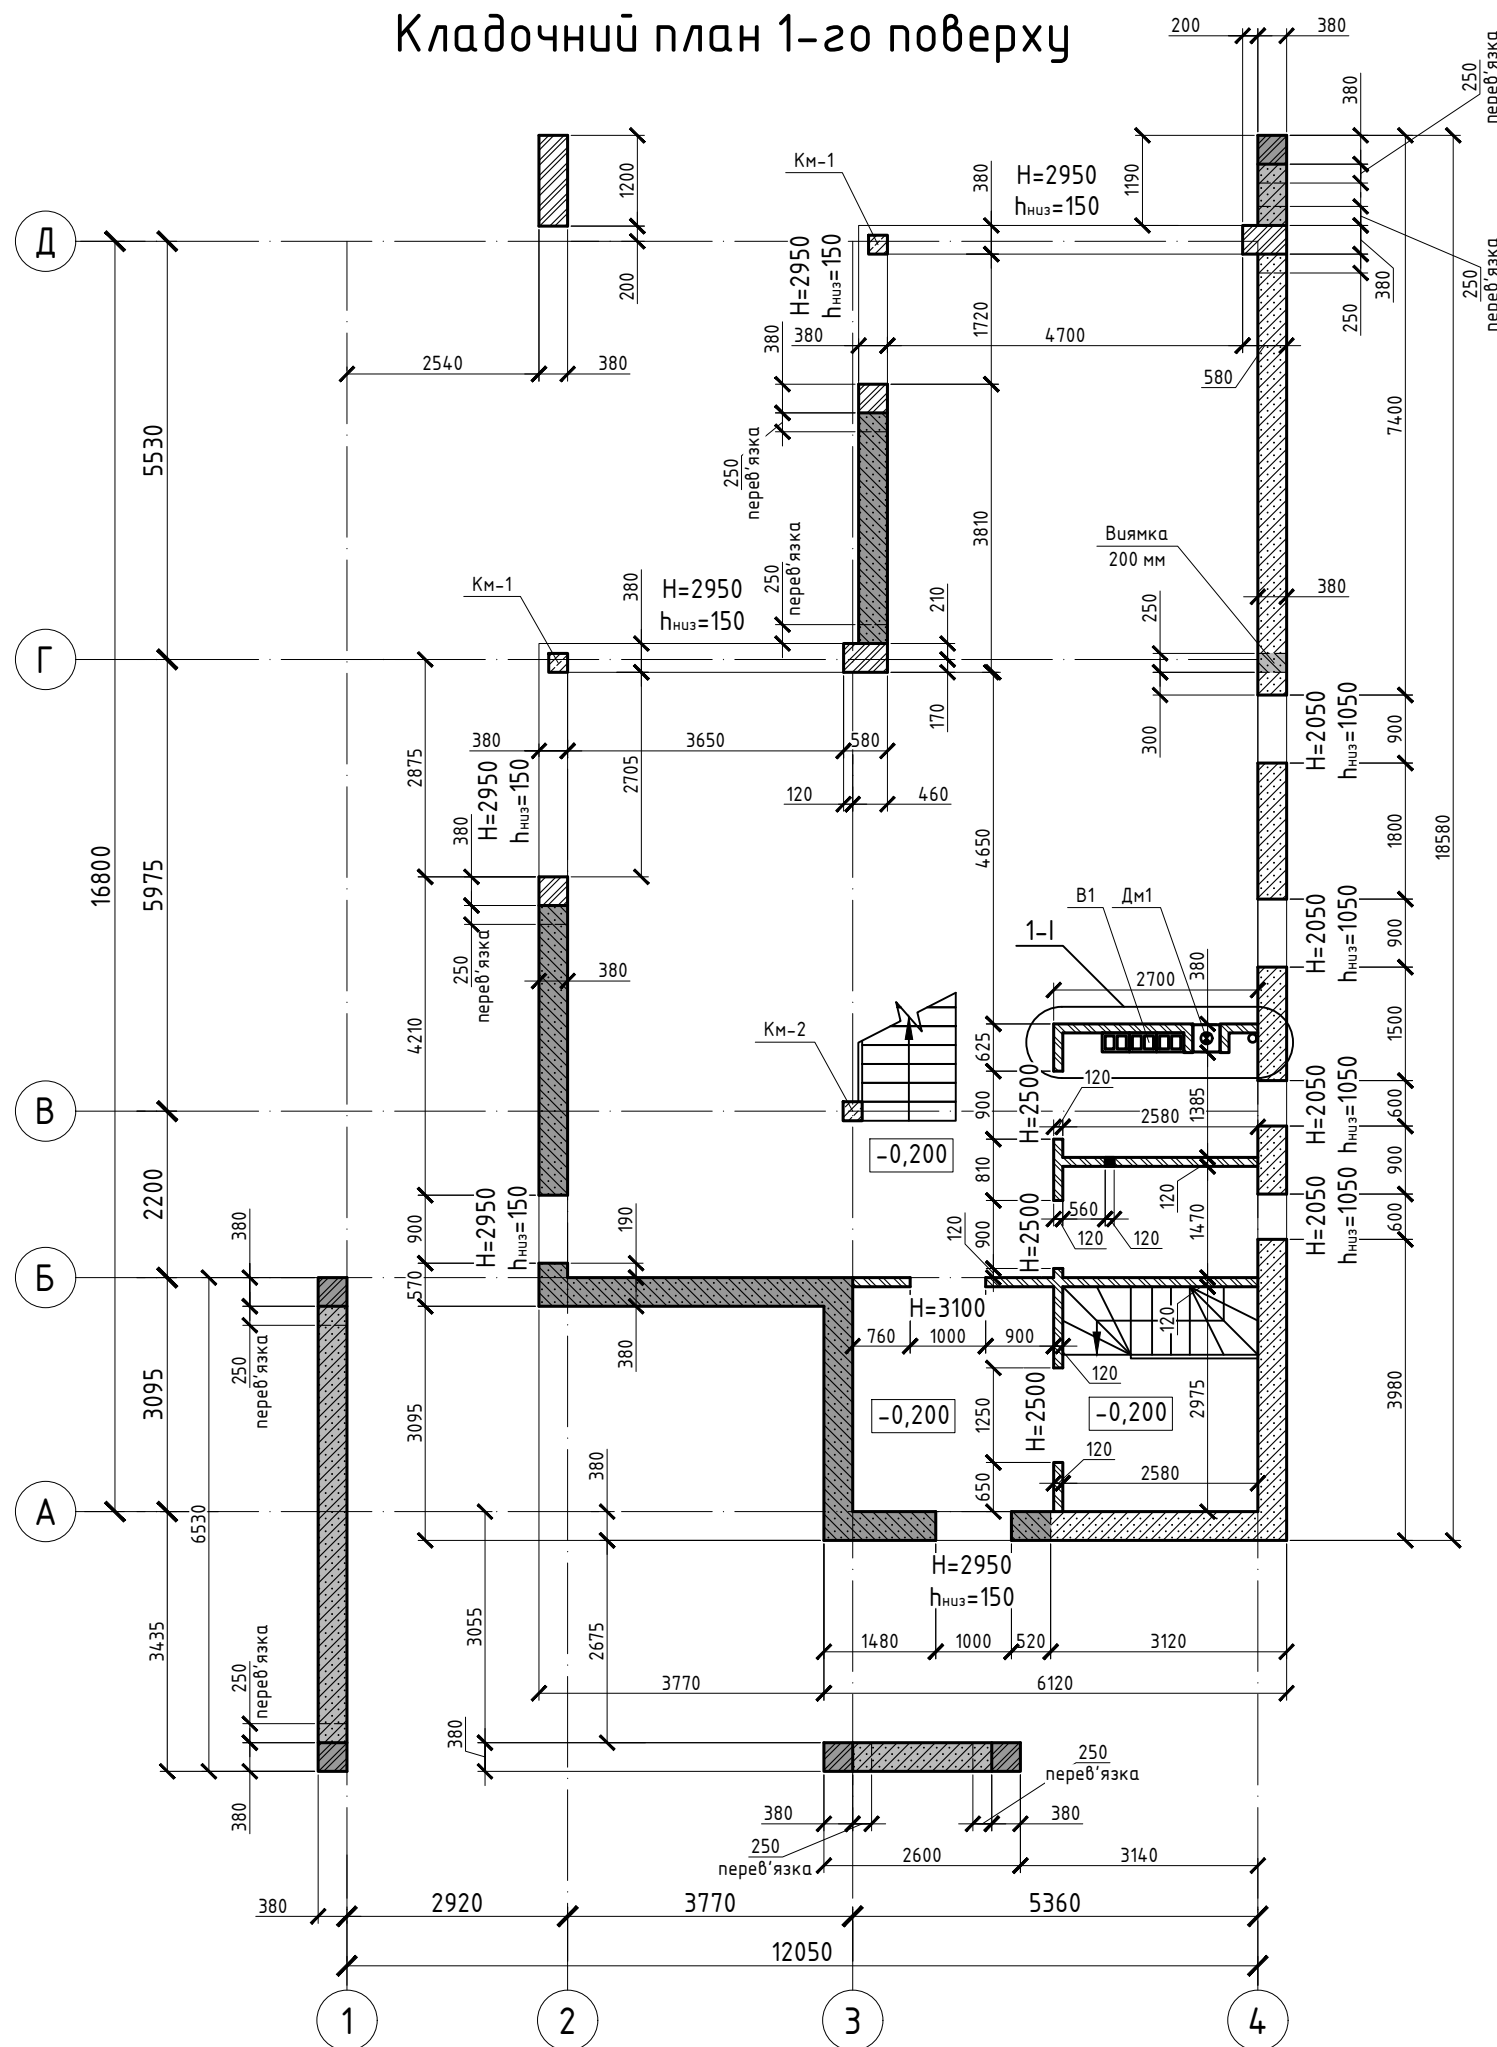 Кладочний план 1-го поверху
200
380
380
250
перев'язка
1190
380
H=2950
hниз=150
Км-1
1200
200
Д
H=2950
hниз=150
250
перев'язка
380
250
380
380
1720
4700
580
2540
380
7400
5530
250
перев'язка
3810
Виямка
200 мм
250
перев'язка
Км-1
380
H=2950
hниз=150
210
250
380
Г
170
300
H=2050
hниз=1050
900
380
3650
580
2875
2705
120
460
H=2950
hниз=150
380
16800
5975
4650
1800
18580
250
перев'язка
380
В1
Дм1
1-I
H=2050
hниз=1050
900
380
2700
4210
Км-2
625
1500
H=2500
120
900
2580
1385
H=2050
hниз=1050
600
В
-0,200
810
900
2200
380
900
H=2950
hниз=150
190
120
900
H=2500
560
120
120
120
1470
H=2050
hниз=1050
600
Б
570
H=3100
760
1000
900
120
380
250
перев'язка
120
3095
3095
1250
H=2500
-0,200
-0,200
2975
3980
380
120
2580
650
А
6530
H=2950
hниз=150
3435
3055
2675
1480
1000
520
3120
250
перев'язка
3770
6120
380
380
250
перев'язка
380
380
250
перев'язка
2600
3140
380
2920
3770
5360
12050
1
2
3
4